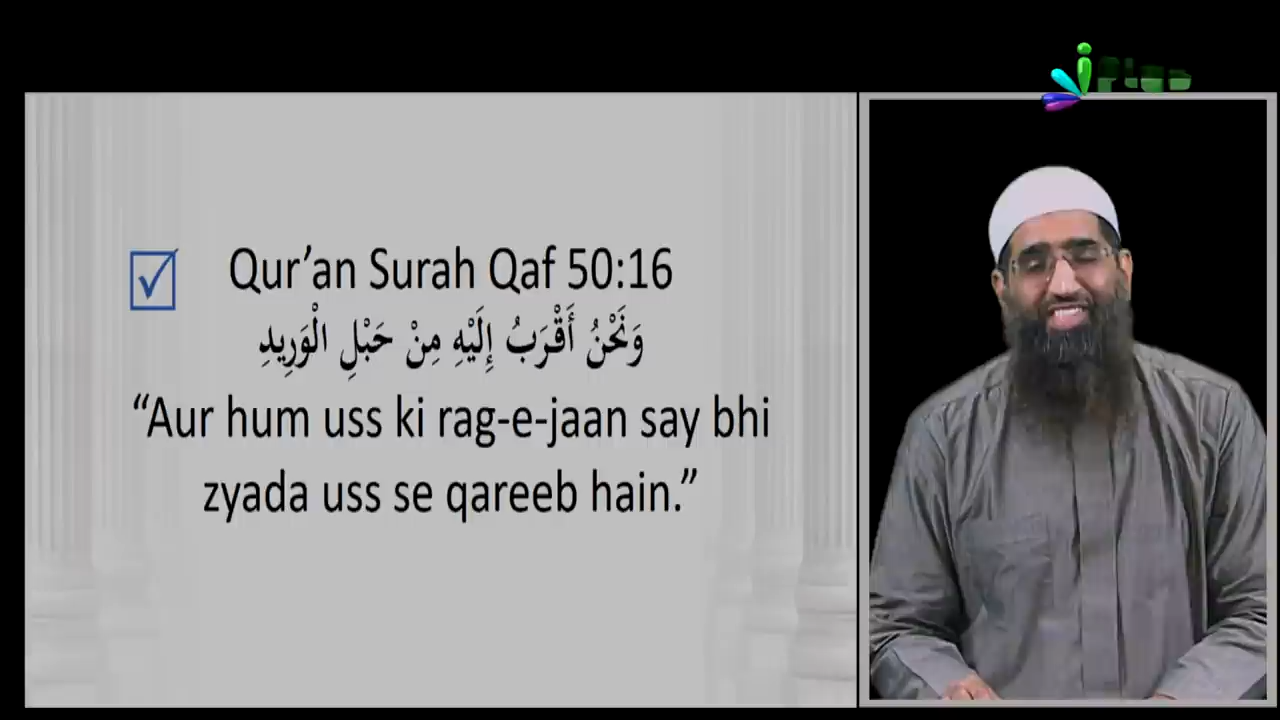 Qur’an Surah Qaf 50:16
وَنَحْنُ أَقْرَبُ إِلَيْهِ مِنْ حَبْلِ الْوَرِيدِ
“Aur hum uss ki rag-e-jaan say bhi
zyada uss se qareeb hain.”